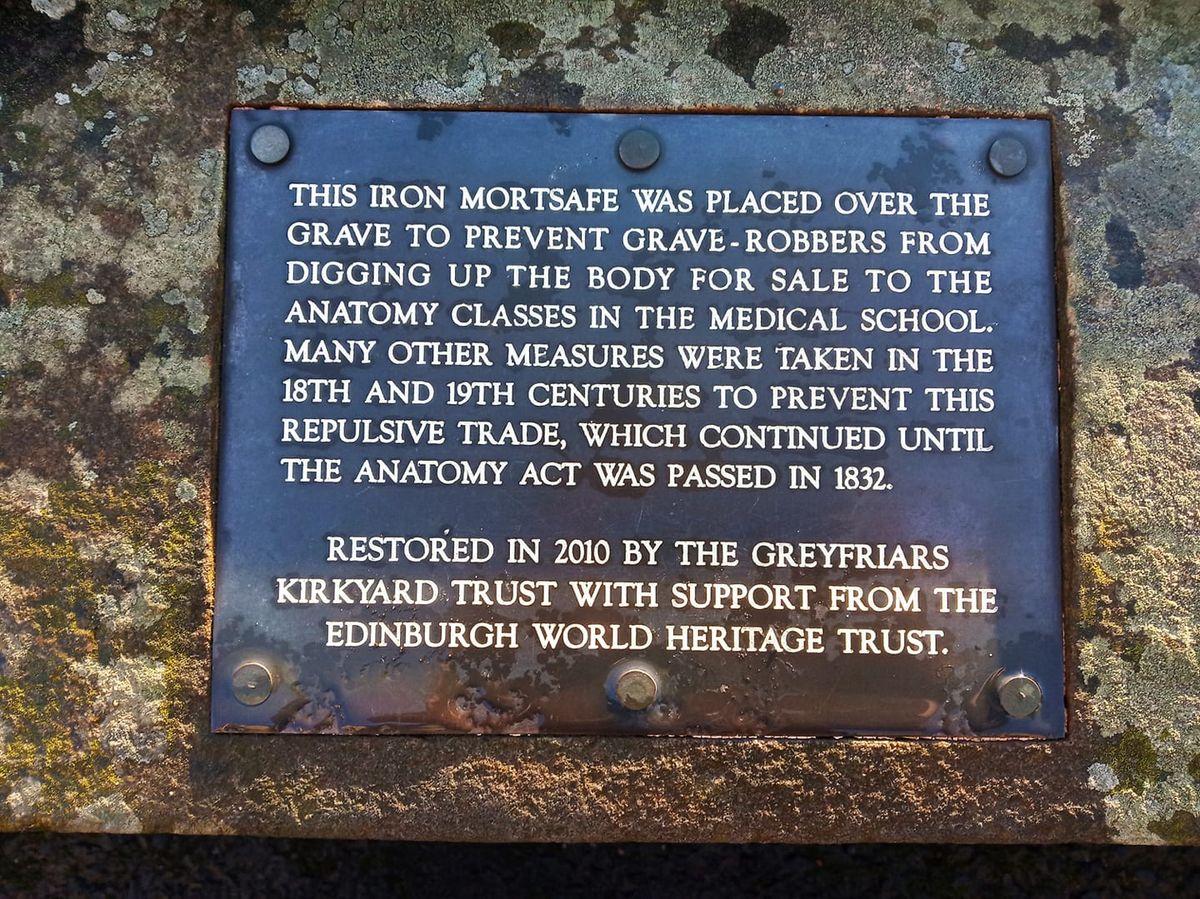 THIS IRON MORTSAFE WAS PLACED OVER THE
GRAVE TO PREVENT GRAVE-ROBBERS FROM
DIGGING UP THE BODY FOR SALE TO THE
ANATOMY CLASSES IN THE MEDICAL SCHOOL.
MANY OTHER MEASURES WERE TAKEN IN THE
18TH AND 19TH CENTURIES TO PREVENT THIS
REPULSIVE TRADE, WHICH CONTINUED UNTIL
THE ANATOMY ACT WAS PASSED IN 1832.
RESTORED IN 2010 BY THE GREYFRIARS
KIRKYARD TRUST WITH SUPPORT FROM THE
EDINBURGH WORLD HERITAGE TRUST.